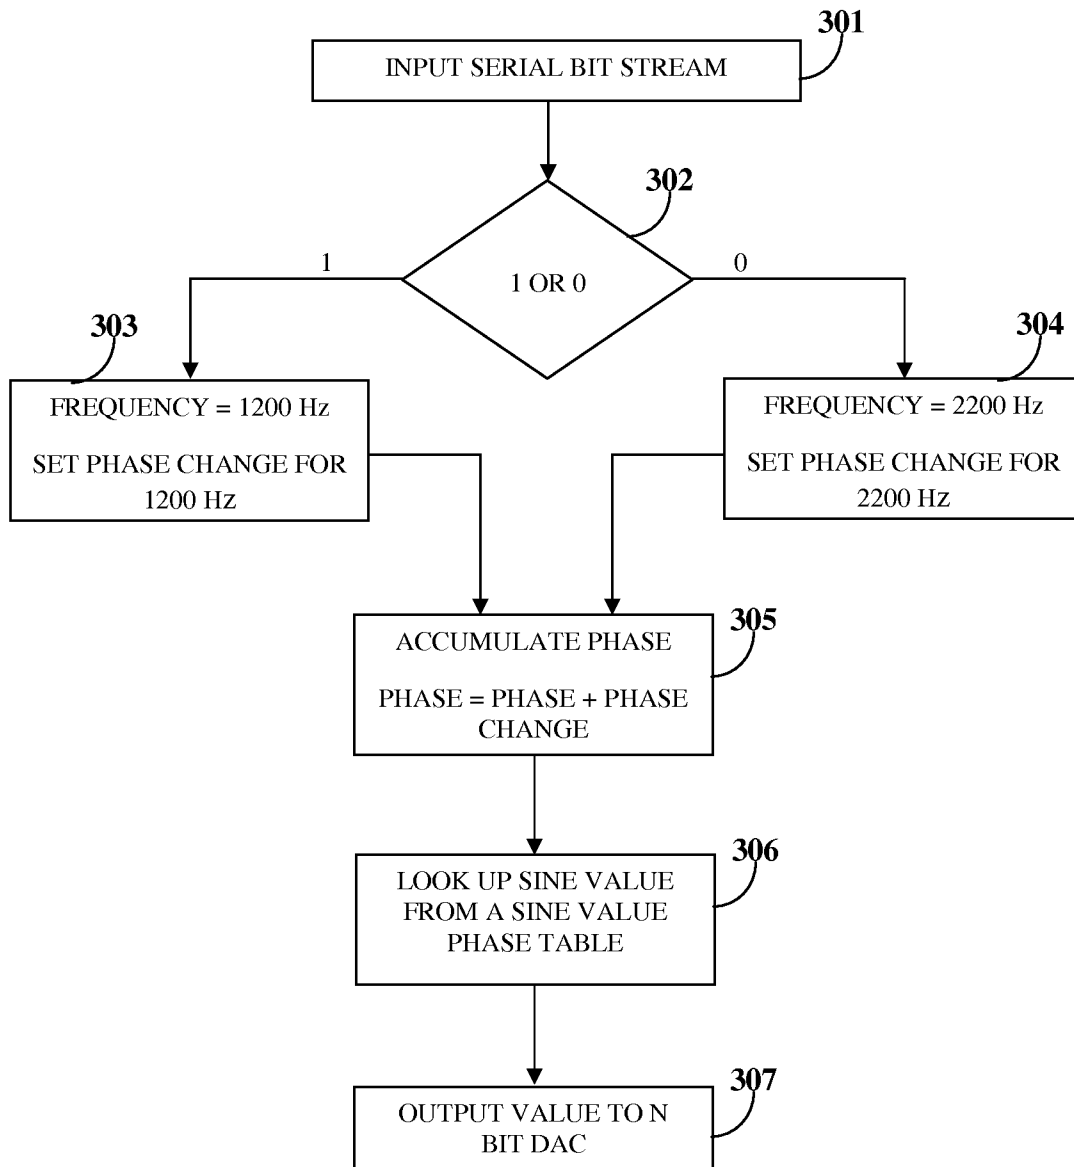 301
INPUT SERIAL BIT STREAM
302
1
0
1 OR 0
303
304
FREQUENCY = 1200 Hz
SET PHASE CHANGE FOR
1200 Hz
FREQUENCY = 2200 Hz
SET PHASE CHANGE FOR
2200 Hz
305
ACCUMULATE PHASE
PHASE = PHASE + PHASE
CHANGE
306
LOOK UP SINE VALUE
FROM A SINE VALUE
PHASE TABLE
307
OUTPUT VALUE TO N
BIT DAC